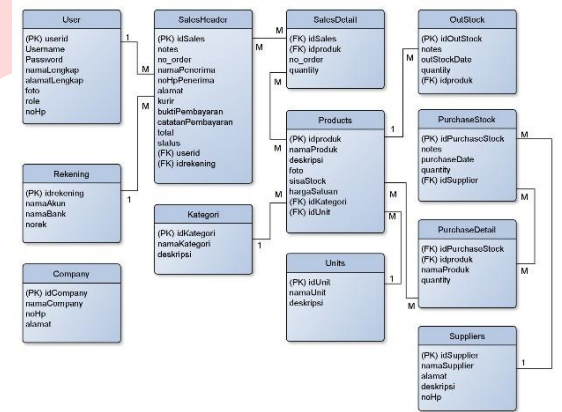 User
(PK) userid
Username
Password
namaLengkap
alamatLengkap
foto
role
noHp
SalesHeader
(PK) idSales
notes
no_order
namaPenerima
noHpPenerima
alamat
kurir
buktiPembayaran
catatanPembayaran
total
status
(FK) userid
(FK) idrekening
SalesDetail
(FK) idSales
(FK) idproduk
no_order
quantity
OutStock
(PK) idOutStock
notes
outStockDate
quantity
(FK) idproduk
1
M
M
M
M
M
M
M
Rekening
(PK) idrekening
namaAkun
namaBank
norek
1
Kategori
(PK) idKategori
namaKategori
deskripsi
1
M
Products
(PK) idproduk
namaProduk
deskripsi
foto
sisaStock
hargaSatuan
(FK) idKategori
(FK) idUnit
1
M
M
PurchaseStock
(PK) idPurchaseStock
notes
purchaseDate
quantity
(FK) idSupplier
M
M
Company
(PK) idCompany
namaCompany
noHp
alamat
Units
(PK) idUnit
namaUnit
deskripsi
1
PurchaseDetail
(FK) idPurchaseStock
(FK) idproduk
namaProduk
quantity
M
M
Suppliers
(PK) idSupplier
namaSupplier
alamat
deskripsi
noHp
1